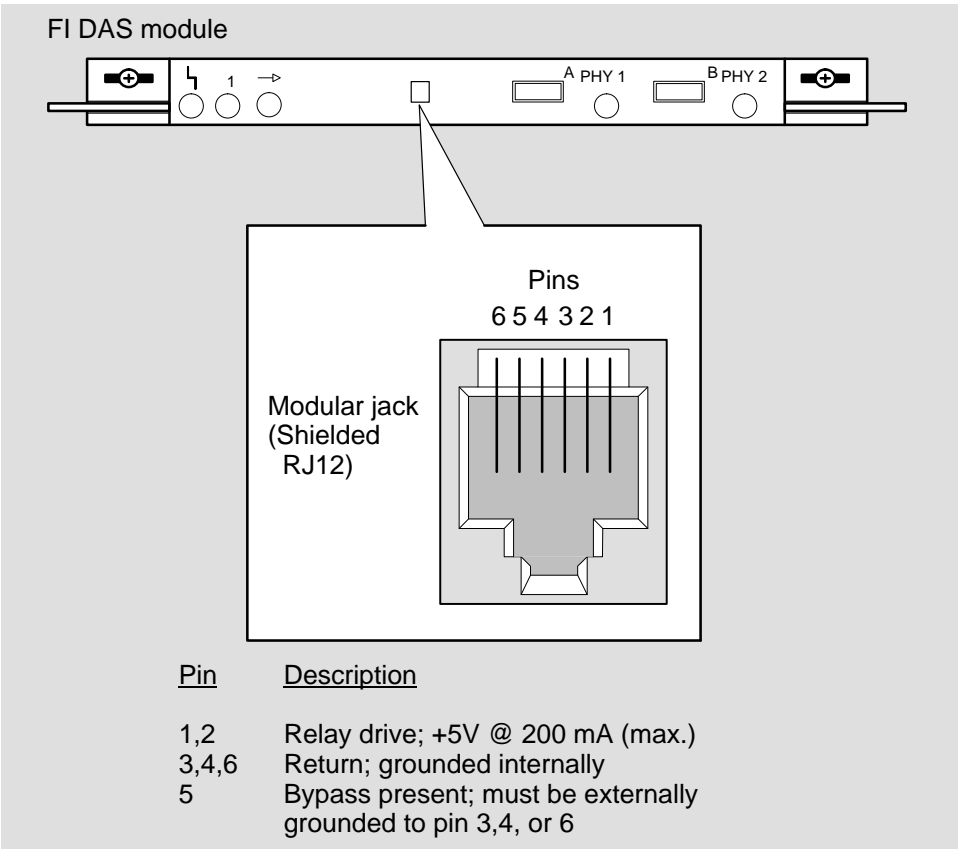 FI DAS module
1
A PHY 1
B PHY 2
Pins
6 5 4 3 2 1
Modular jack
(Shielded
RJ12)
Pin Description
1,2 Relay drive; +5V @ 200 mA (max.)
3,4,6 Return; grounded internally
5 Bypass present; must be externally
grounded to pin 3,4, or 6